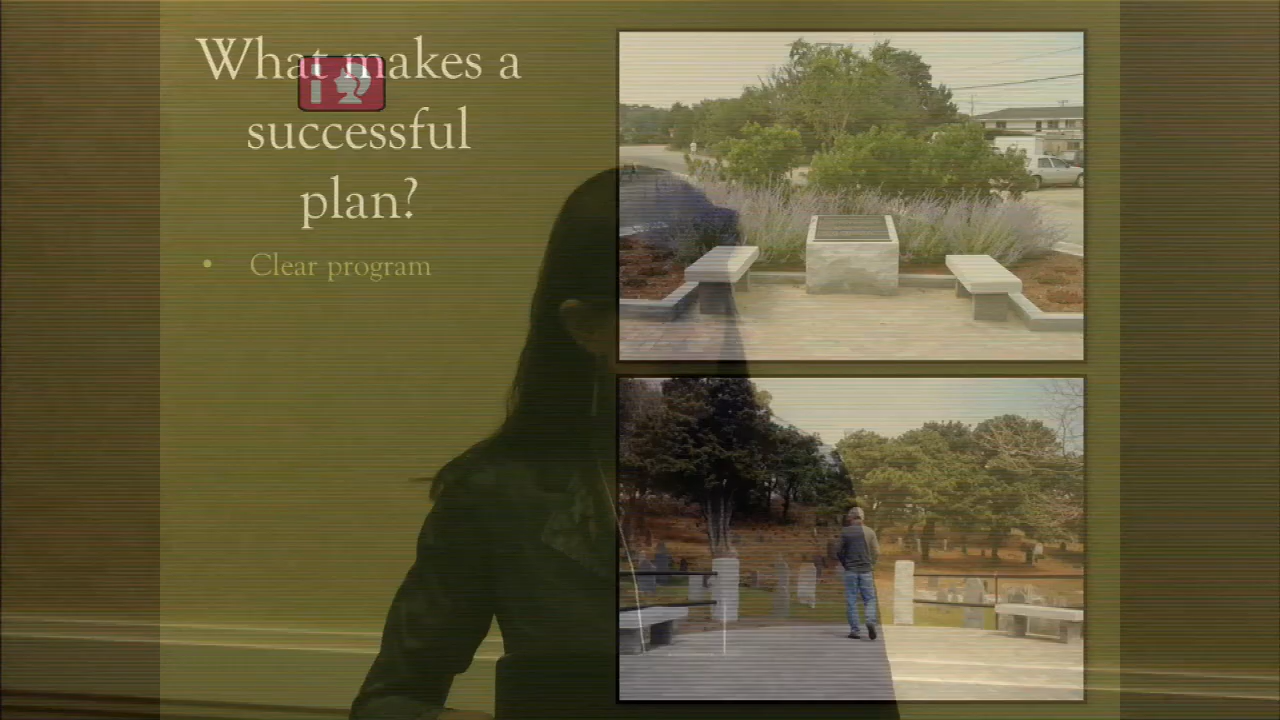 What makes a
successful
plan?
• Clear program